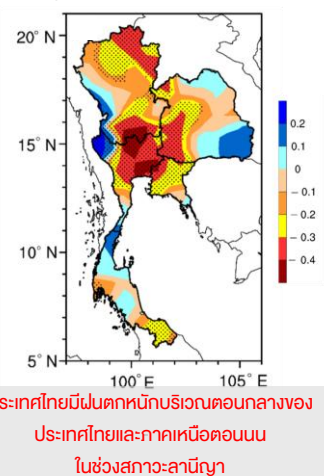 20° N
15° N
10° N
5° N
100° E
105° E
0.2
0.1
0
- 0.1
- 0.2
- 0.3
- 0.4
ระเทศไทยมีฝนตกหนักบริเวณตอนกลางของ
ประเทศไทยและภาคเหนือตอนนน
ในช่วงสภาวะลานีญา